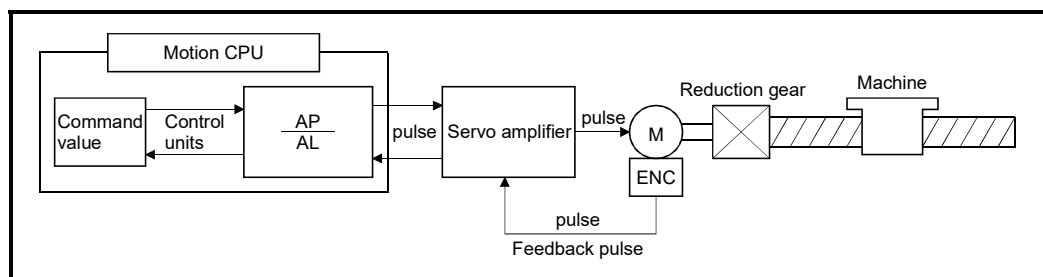 Motion CPU
Command
value
Control
units
AP
AL
pulse
Servo amplifier
pulse
M
ENC
Reduction gear
Machine
pulse
Feedback pulse